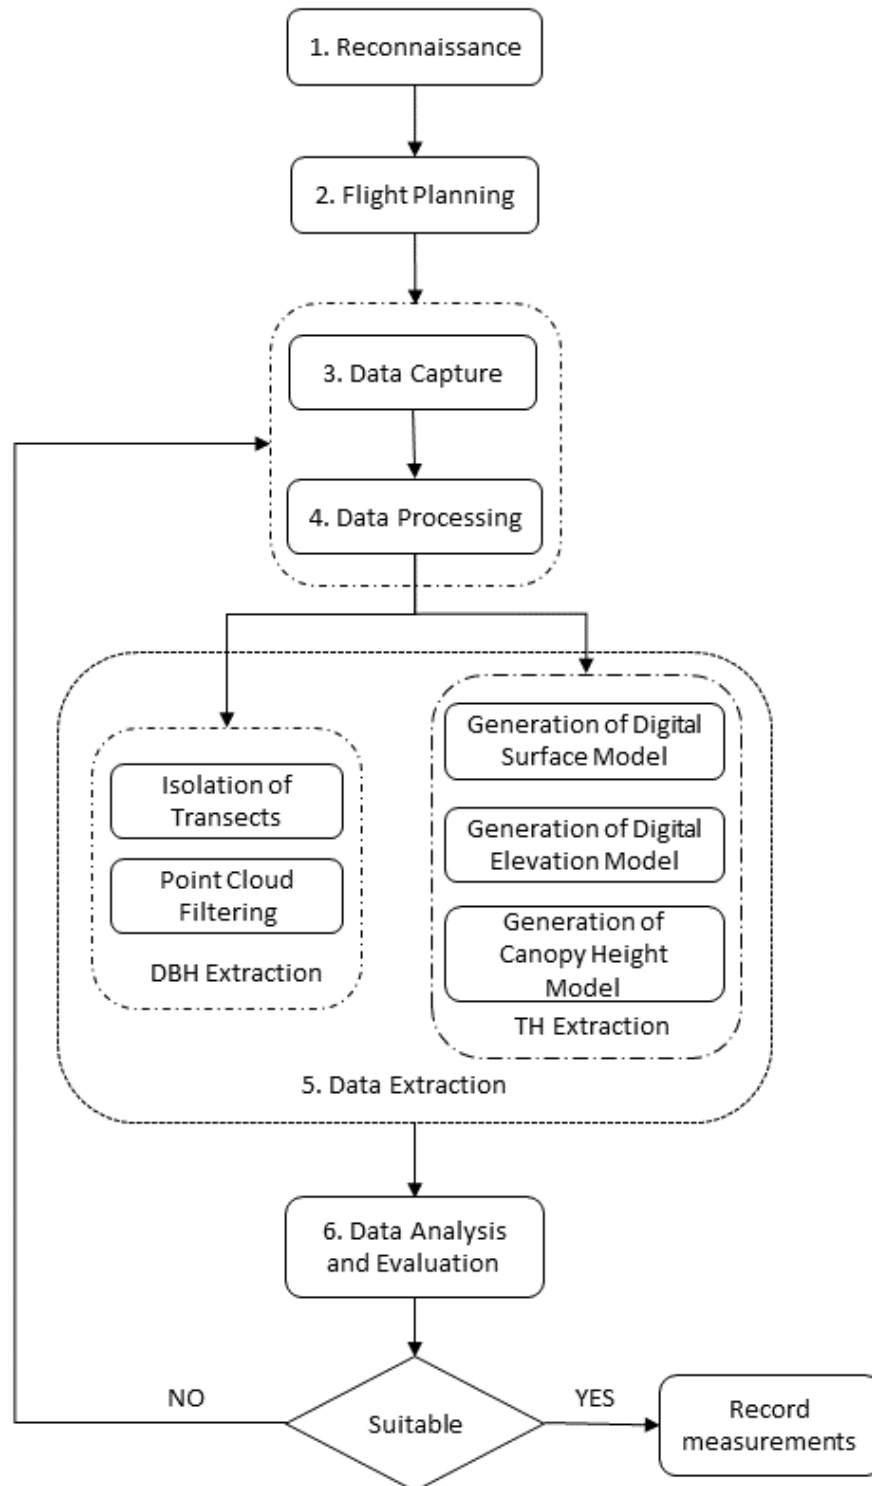 1. Reconnaissance
2. Flight Planning
3. Data Capture
4. Data Processing
Isolation of
Transects
Point Cloud
Filtering
DBH Extraction
Generation of Digital
Surface Model
Generation of Digital
Elevation Model
Generation of
Canopy Height
Model
TH Extraction
5. Data Extraction
6. Data Analysis
and Evaluation
NO
Suitable
YES
Record
measurements